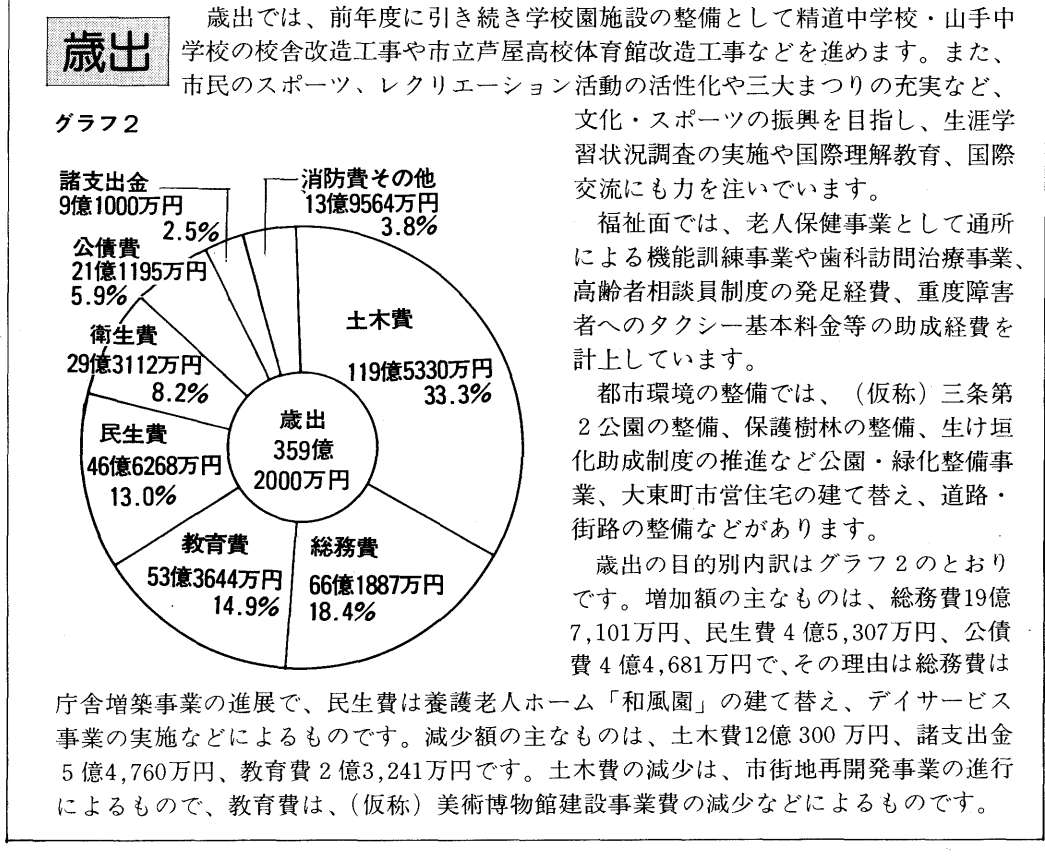 歳出
歳出では、前年度に引き続き学校園施設の整備として精道中学校・山手中
学校の校舎改造工事や市立芦屋高校体育館改造工事などを進めます。また、
市民のスポーツ、レクリエーション活動の活性化や三大まつりの充実など、
文化・スポーツの振興を目指し、生涯学
習状況調査の実施や国際理解教育、国際
交流にも力を注いでいます。
福祉面では、老人保健事業として通所
による機能訓練事業や歯科訪問治療事業、
高齢者相談員制度の発足経費、重度障害
者へのタクシー基本料金等の助成経費を
計上しています。
都市環境の整備では、（仮称）三条第
2公園の整備、保護樹林の整備、生け垣
化助成制度の推進など公園・緑化整備事
業、大東町市営住宅の建て替え、道路・
街路の整備などがあります。
歳出の目的別内訳はグラフ2のとおり
です。増加額の主なものは、総務費19億
7,101万円、民生費4億5,307万円、公債
費4億4,681万円で、その理由は総務費は
庁舎増築事業の進展で、民生費は養護老人ホーム「和風園」の建て替え、デイサービス
事業の実施などによるものです。減少額の主なものは、土木費12億300万円、諸支出金
5億4,760万円、教育費2億3,241万円です。土木費の減少は、市街地再開発事業の進行
によるもので、教育費は、（仮称）美術博物館建設事業費の減少などによるものです。
グラフ2
諸支出金
9億1000万円
2.5%
消防費その他
13億9564万円
3.8%
公債費
21億1195万円
5.9%
衛生費
29億3112万円
8.2%
民生費
46億6268万円
13.0%
教育費
53億3644万円
14.9%
総務費
66億1887万円
18.4%
土木費
119億5330万円
33.3%
歳出
359億
2000万円